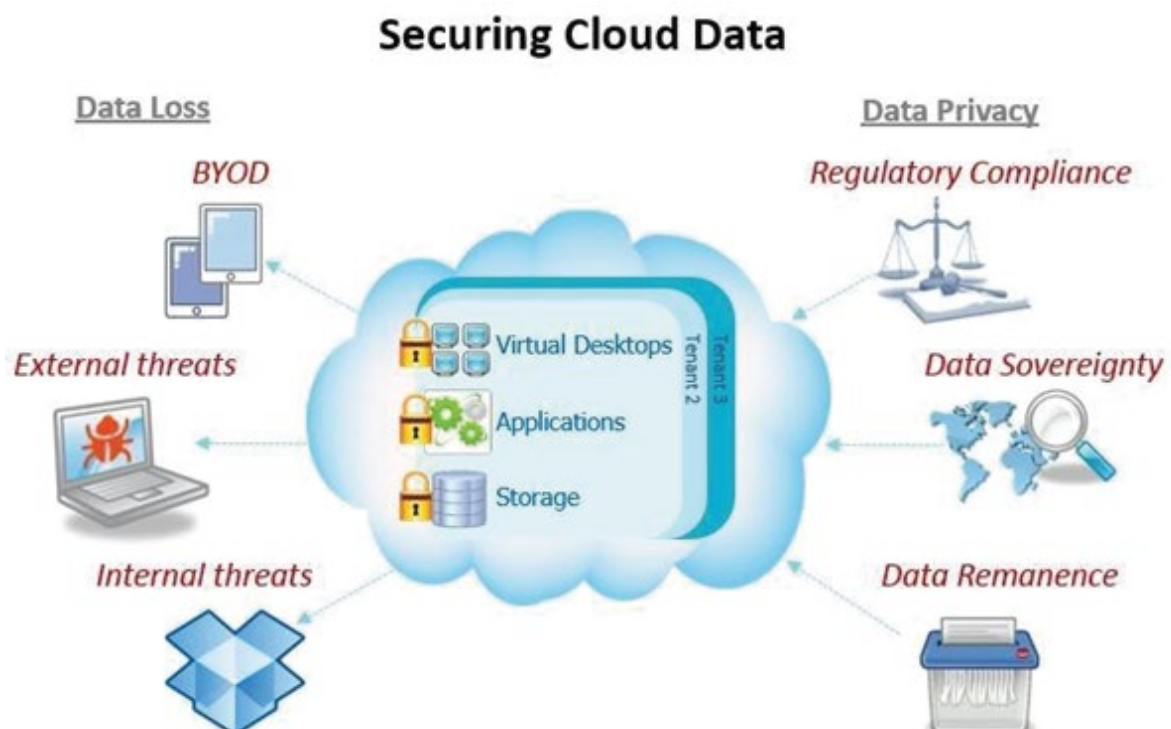 Securing Cloud Data
Data Loss
Data Privacy
BYOD
Regulatory Compliance
Virtual Desktops
Tenant 2
Tenant 3
External threats
Data Sovereignty
Applications
Storage
Internal threats
Data Remanence